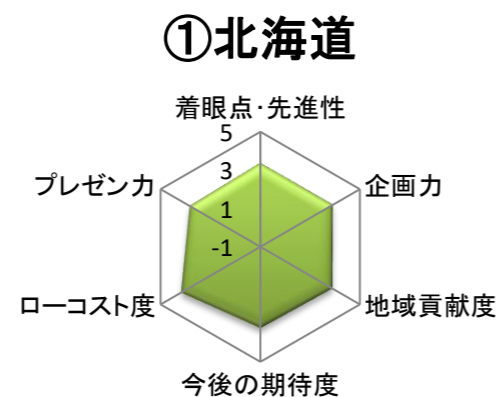 ①北海道
着眼点･先進性
5
3
1
-1
プレゼン力
企画力
ローコスト度
地域貢献度
今後の期待度